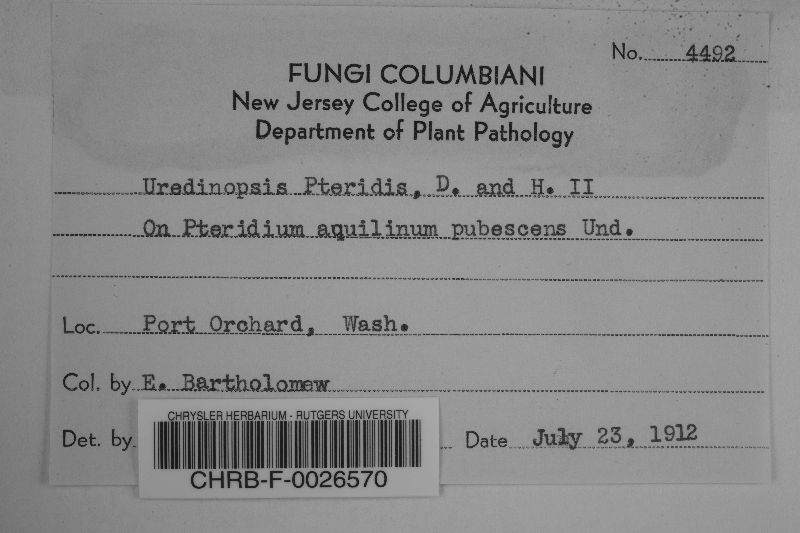 No. 4492
FUNGI COLUMBIANI
New Jersey College of Agriculture
Department of Plant Pathology
Uredinopsis Pteridis, D. and H. II
On Pteridium aquilinum pubescens Und.
Loc. Port Orchard, Wash.
Col. by E. Bartholomew
Det. by
Date July 23, 1912
CHRYSLER HERBARIUM - RUTGERS UNIVERSITY
CHRB-F-0026570